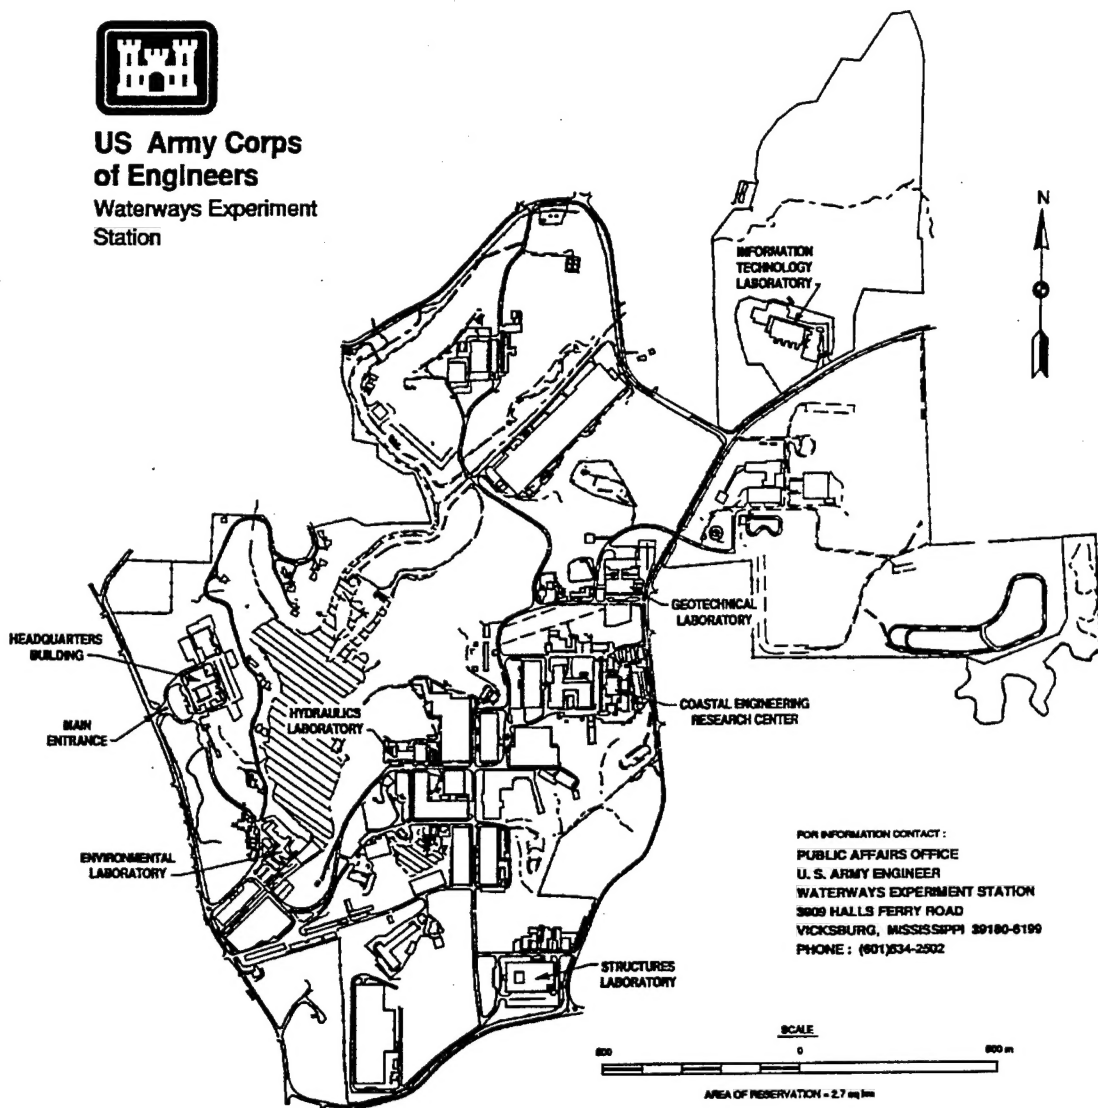 US Army Corps
of Engineers
Waterways Experiment
Station
N
INFORMATION
TECHNOLOGY
LABORATORY
GEOTECHNICAL
LABORATORY
HEADQUARTERS
BUILDING
MAIN
ENTRANCE
HYDRAULICS
LABORATORY
COASTAL ENGINEERING
RESEARCH CENTER
ENVIRONMENTAL
LABORATORY
STRUCTURES
LABORATORY
FOR INFORMATION CONTACT :
PUBLIC AFFAIRS OFFICE
U. S. ARMY ENGINEER
WATERWAYS EXPERIMENT STATION
3909 HALLS FERRY ROAD
VICKSBURG, MISSISSIPPI 39180-6199
PHONE : (601)634-2502
SCALE
500 0 500 m
AREA OF RESERVATION = 2.7 sq km